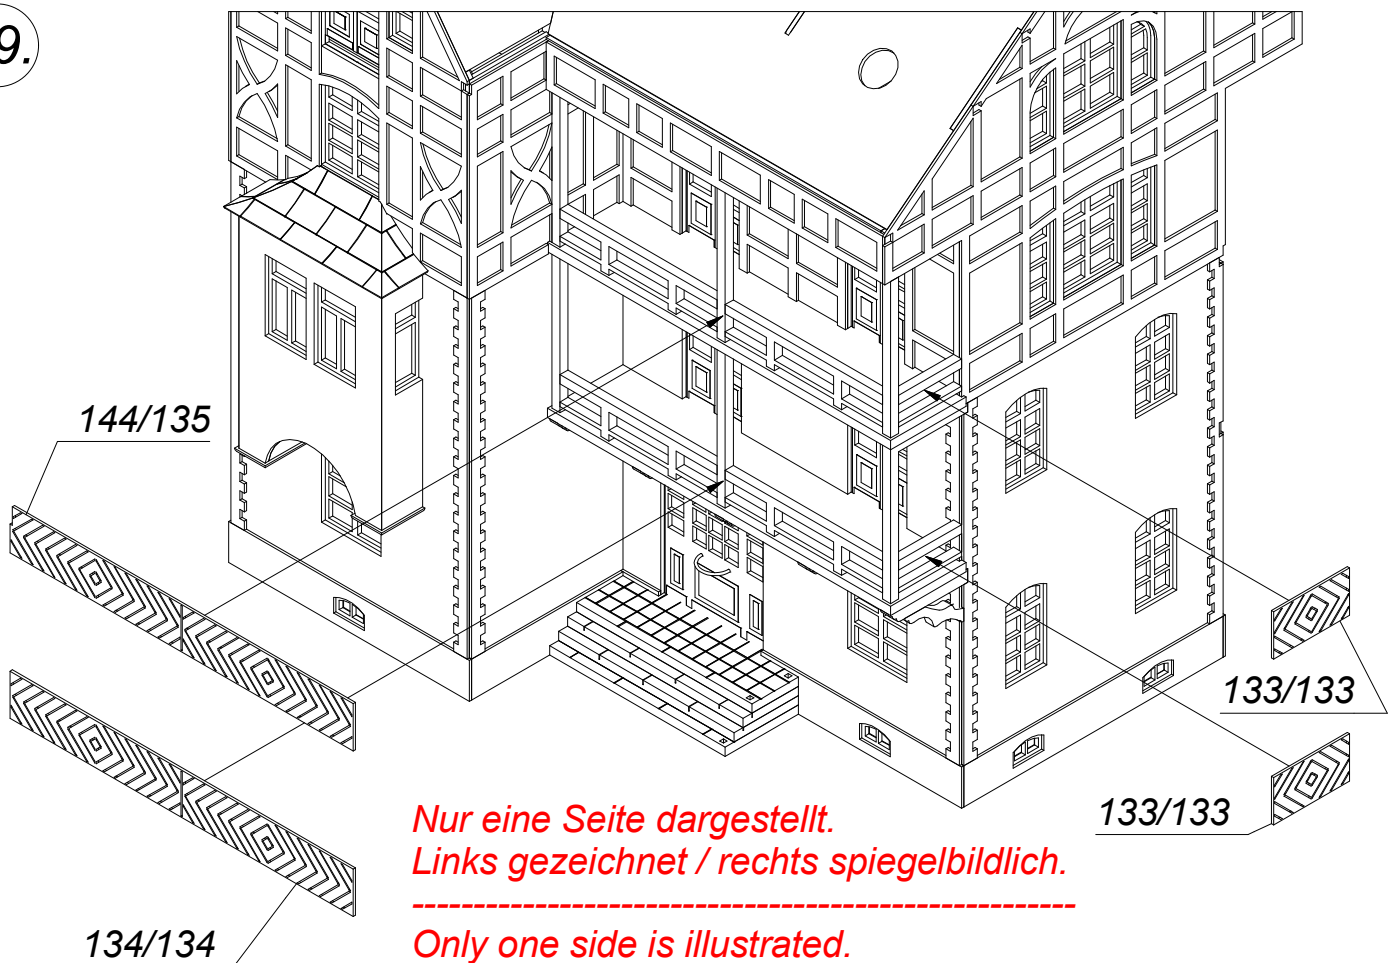 9.
144/135
133/133
133/133
134/134
Nur eine Seite dargestellt.
Links gezeichnet / rechts spiegelbildlich.
------------------------------------------------------
Only one side is illustrated.